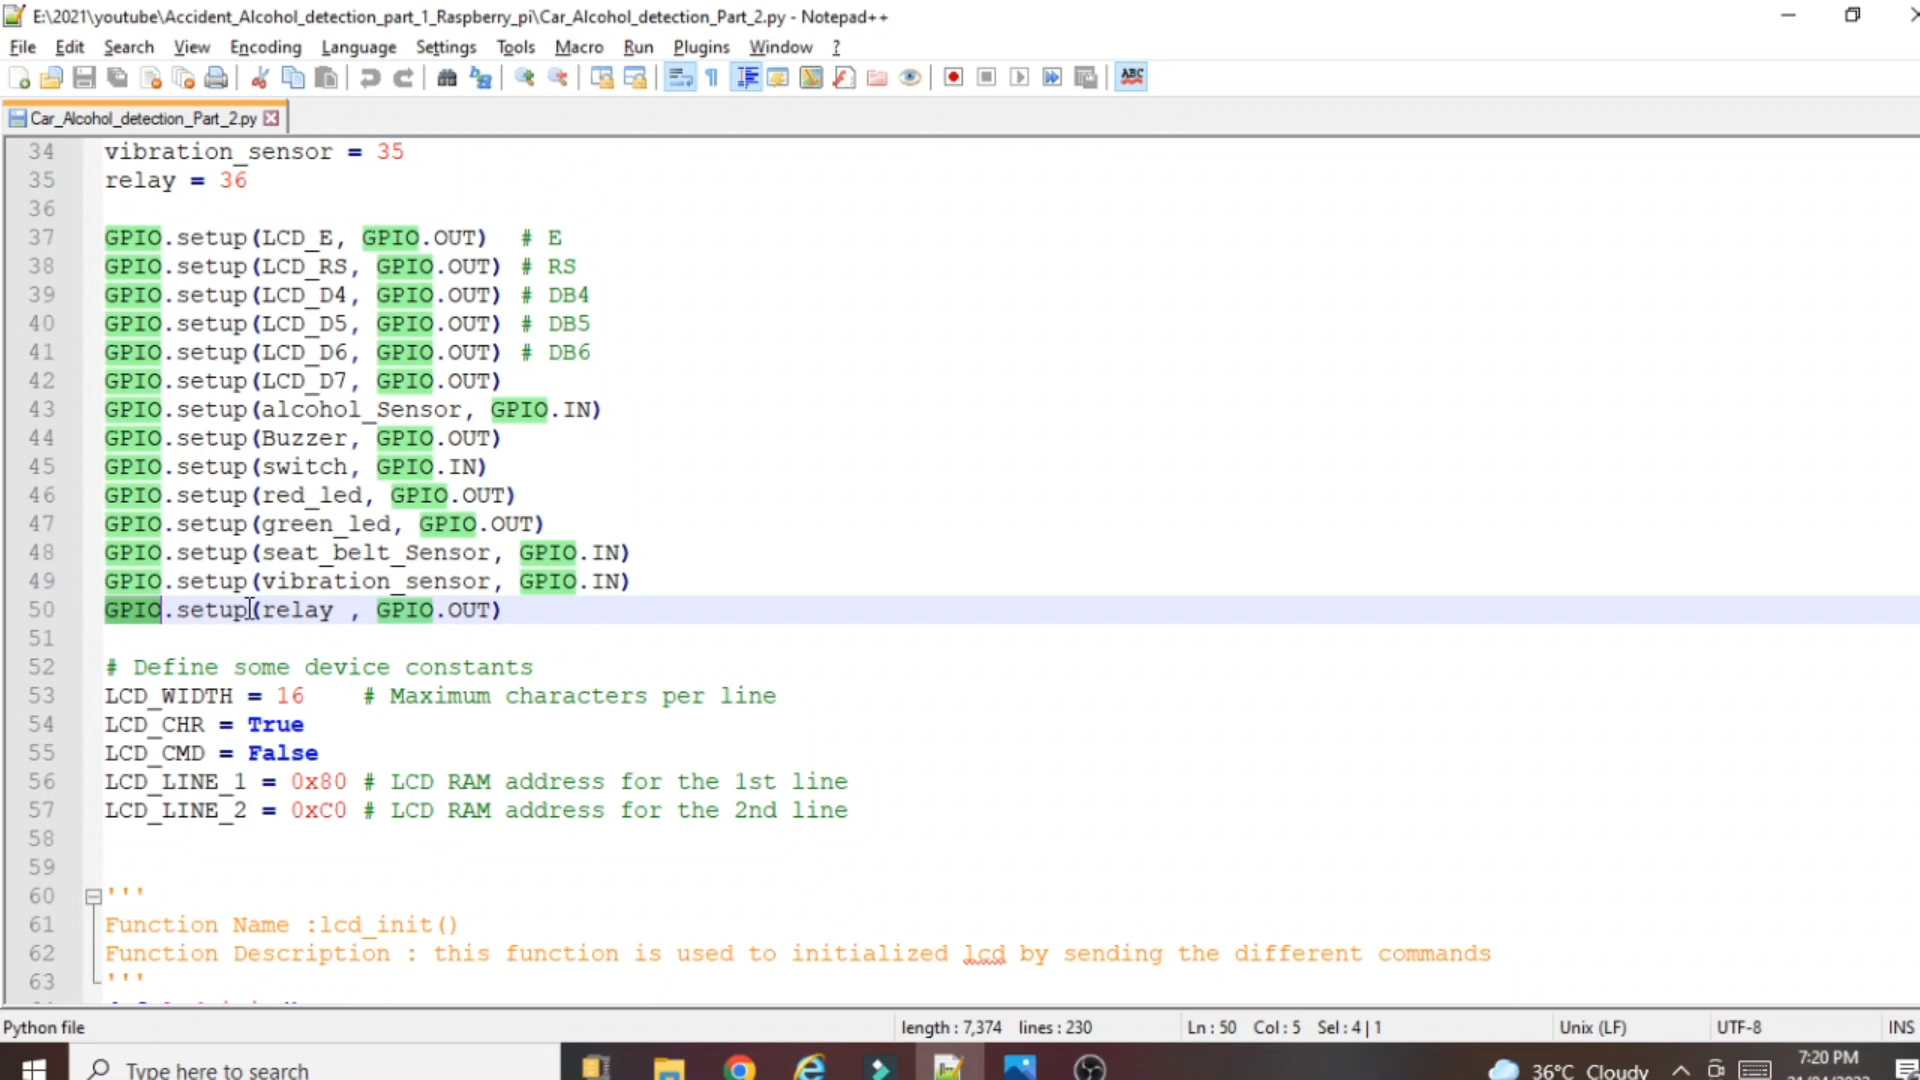 E:\2021\youtube\Accident_Alcohol_detection_part_1_Raspberry_pi\Car_Alcohol_detection_Part_2.py - Notepad++
File Edit Search View Encoding Language Settings Tools Macro Run Plugins Window ?
ABC
Car_Alcohol_detection_Part_2.py
34 vibration_sensor = 35
35 relay = 36
36
37 GPIO.setup(LCD_E, GPIO.OUT)  # E
38 GPIO.setup(LCD_RS, GPIO.OUT) # RS
39 GPIO.setup(LCD_D4, GPIO.OUT) # DB4
40 GPIO.setup(LCD_D5, GPIO.OUT) # DB5
41 GPIO.setup(LCD_D6, GPIO.OUT) # DB6
42 GPIO.setup(LCD_D7, GPIO.OUT)
43 GPIO.setup(alcohol_Sensor, GPIO.IN)
44 GPIO.setup(Buzzer, GPIO.OUT)
45 GPIO.setup(switch, GPIO.IN)
46 GPIO.setup(red_led, GPIO.OUT)
47 GPIO.setup(green_led, GPIO.OUT)
48 GPIO.setup(seat_belt_Sensor, GPIO.IN)
49 GPIO.setup(vibration_sensor, GPIO.IN)
50 GPIO.setup(relay , GPIO.OUT)
51
52 # Define some device constants
53 LCD_WIDTH = 16    # Maximum characters per line
54 LCD_CHR = True
55 LCD_CMD = False
56 LCD_LINE_1 = 0x80 # LCD RAM address for the 1st line
57 LCD_LINE_2 = 0xC0 # LCD RAM address for the 2nd line
58
59
60 '''
61 Function Name :lcd_init()
62 Function Description : this function is used to initialized lcd by sending the different commands
63 '''
Python file length : 7,374 lines : 230 Ln : 50 Col : 5 Sel : 4 | 1 Unix (LF) UTF-8 INS
Type here to search 36°C Cloudy 7:20 PM